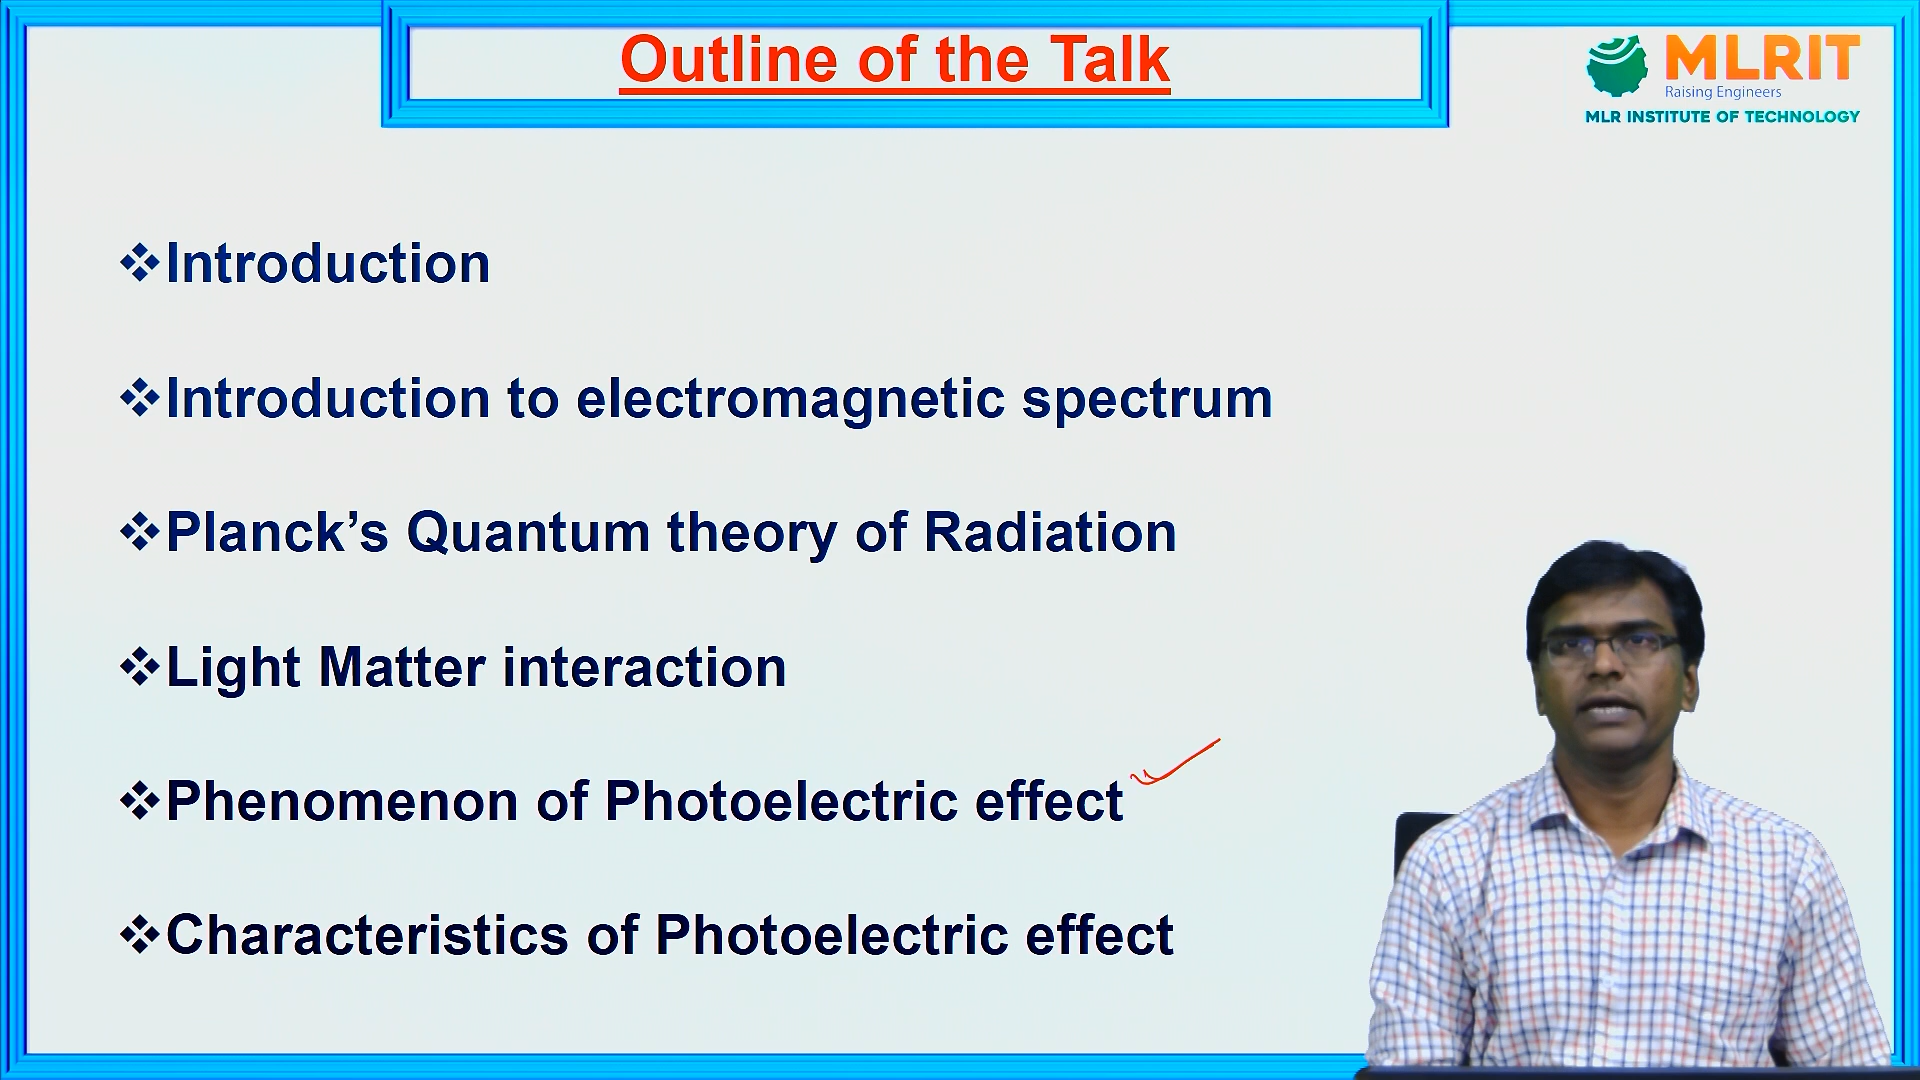 Outline of the Talk
MLRIT
Raising Engineers
MLR INSTITUTE OF TECHNOLOGY
❖Introduction
❖Introduction to electromagnetic spectrum
❖Planck’s Quantum theory of Radiation
❖Light Matter interaction
❖Phenomenon of Photoelectric effect
❖Characteristics of Photoelectric effect